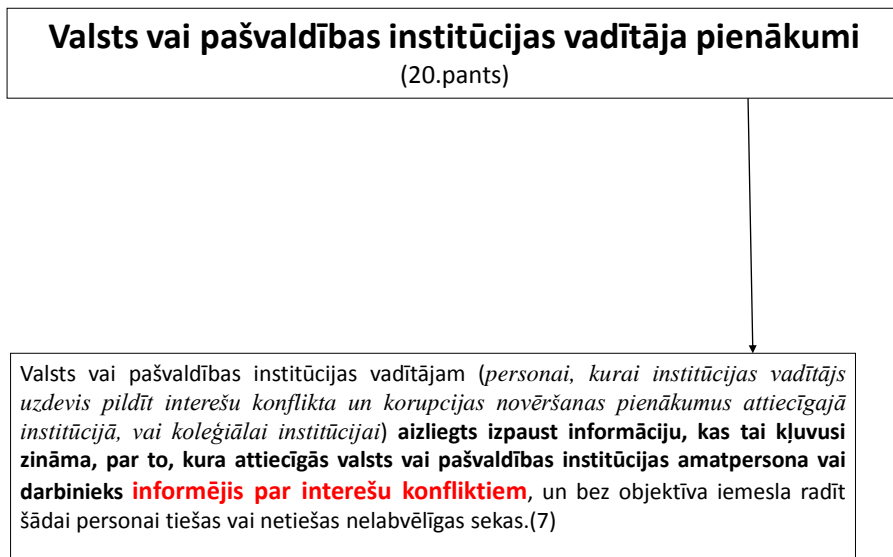 Valsts vai pašvaldības institūcijas vadītāja pienākumi
(20.pants)
Valsts vai pašvaldības institūcijas vadītājam (personai, kurai institūcijas vadītājs
uzdevis pildīt interešu konflikta un korupcijas novēršanas pienākumus attiecīgajā
institūcijā, vai koleģiālai institūcijai) aizliegts izpaust informāciju, kas tai kļuvusi
zināma, par to, kura attiecīgās valsts vai pašvaldības institūcijas amatpersona vai
darbinieks informējis par interešu konfliktiem, un bez objektīva iemesla radīt
šādai personai tiešas vai netiešas nelabvēlīgas sekas.(7)